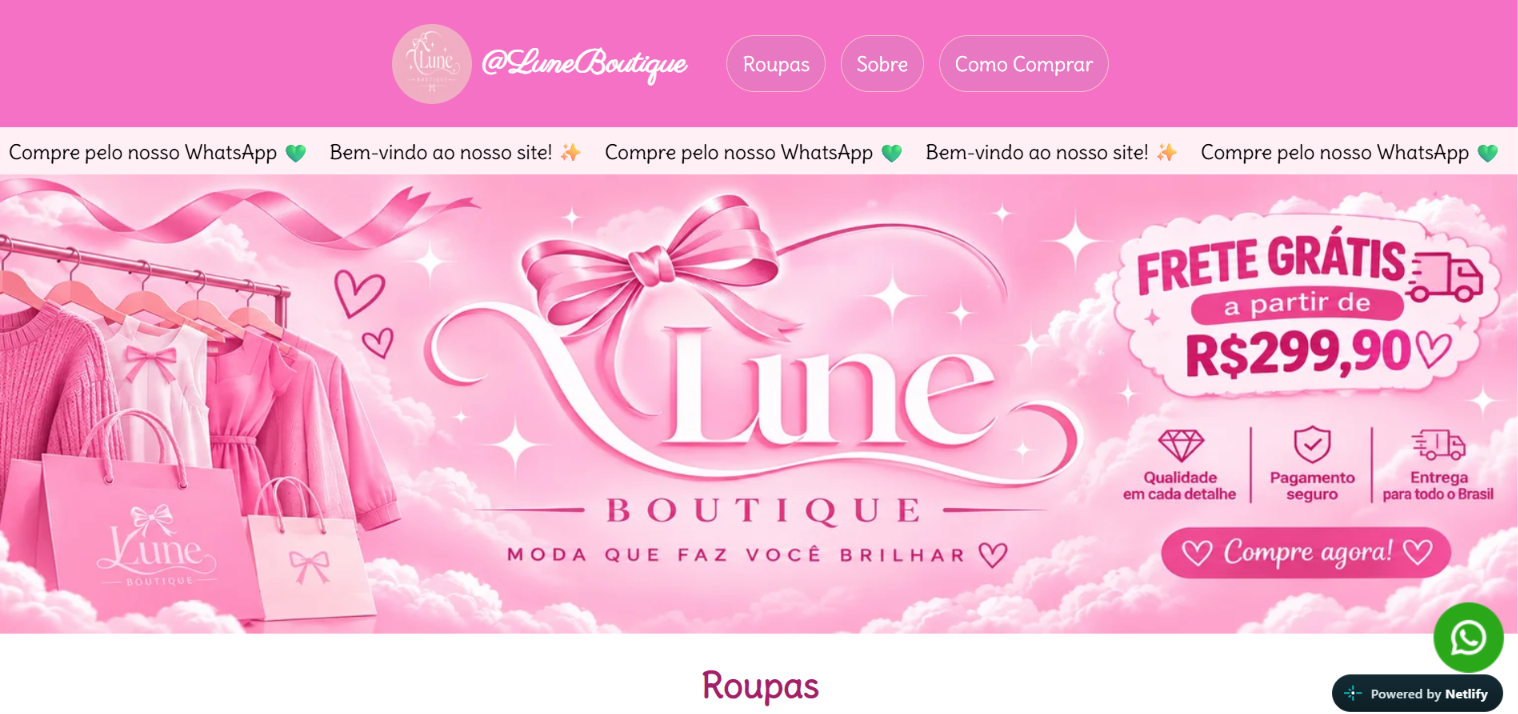 Lune
BOUTIQUE
@LuneBoutique
Roupas
Sobre
Como Comprar
Compre pelo nosso WhatsApp 💚 Bem-vindo ao nosso site! ✨ Compre pelo nosso WhatsApp 💚 Bem-vindo ao nosso site! ✨ Compre pelo nosso WhatsApp 💚
Lune
BOUTIQUE
MODA QUE FAZ VOCÊ BRILHAR
FRETE GRÁTIS
a partir de
R$299,90
Qualidade
em cada detalhe
Pagamento
seguro
Entrega
para todo o Brasil
Compre agora!
Lune
BOUTIQUE
Roupas
Powered by Netlify